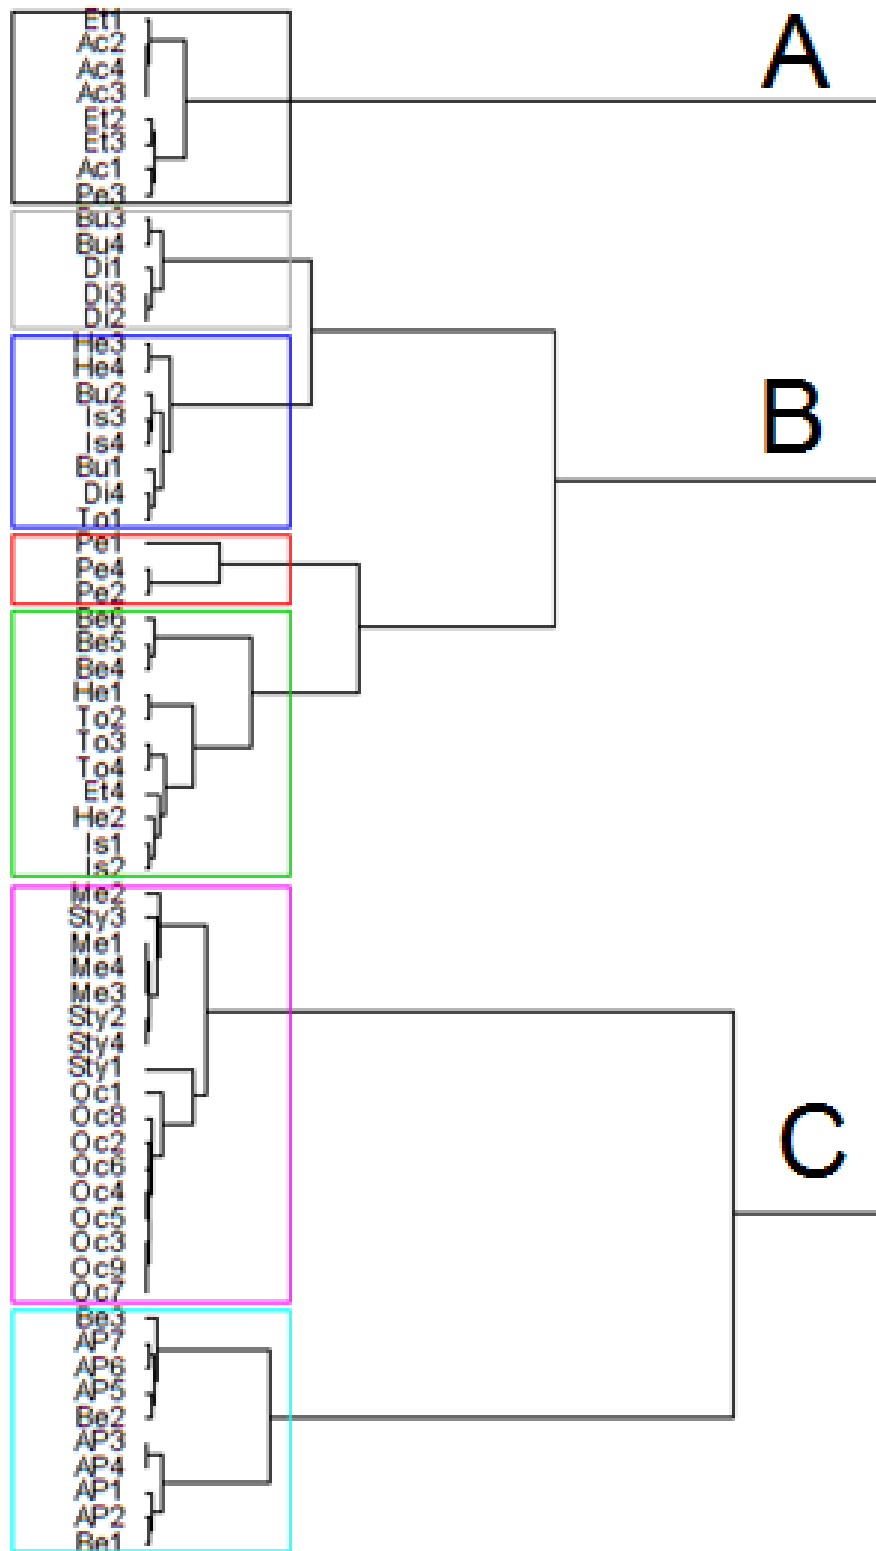 Et1
A
Ac2
Ac4
Ac3
Et2
Et3
Ac1
Pe3
Bu3
Bu4
Di1
Di3
Di2
He3
He4
Bu2
B
Is3
Is4
Bu1
Di4
To1
Pe1
Pe4
Pe2
Be6
Be5
Be4
He1
To2
To3
To4
Et4
He2
Is1
Is2
Me2
Sty3
Me1
Me4
Me3
Sty2
Sty4
Sty1
Oc1
Oc8
Oc2
C
Oc6
Oc4
Oc5
Oc3
Oc9
Oc7
Be3
AP7
AP6
AP5
Be2
AP3
AP4
AP1
AP2
Be1